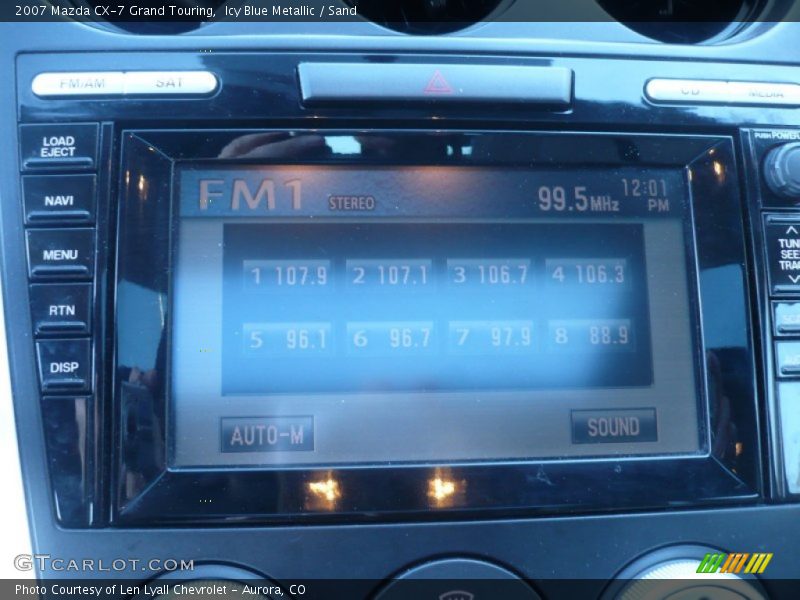 2007 Mazda CX-7 Grand Touring, Icy Blue Metallic / Sand
FM/AM SAT
CD MEDIA
LOAD
EJECT
NAVI
MENU
RTN
DISP
FM1 STEREO 99.5MHz 12:01 PM
1 107.9 2 107.1 3 106.7 4 106.3
5 96.1 6 96.7 7 97.9 8 88.9
AUTO-M SOUND
PUSH POWER
GTCARLOT.COM
Photo Courtesy of Len Lyall Chevrolet - Aurora, CO